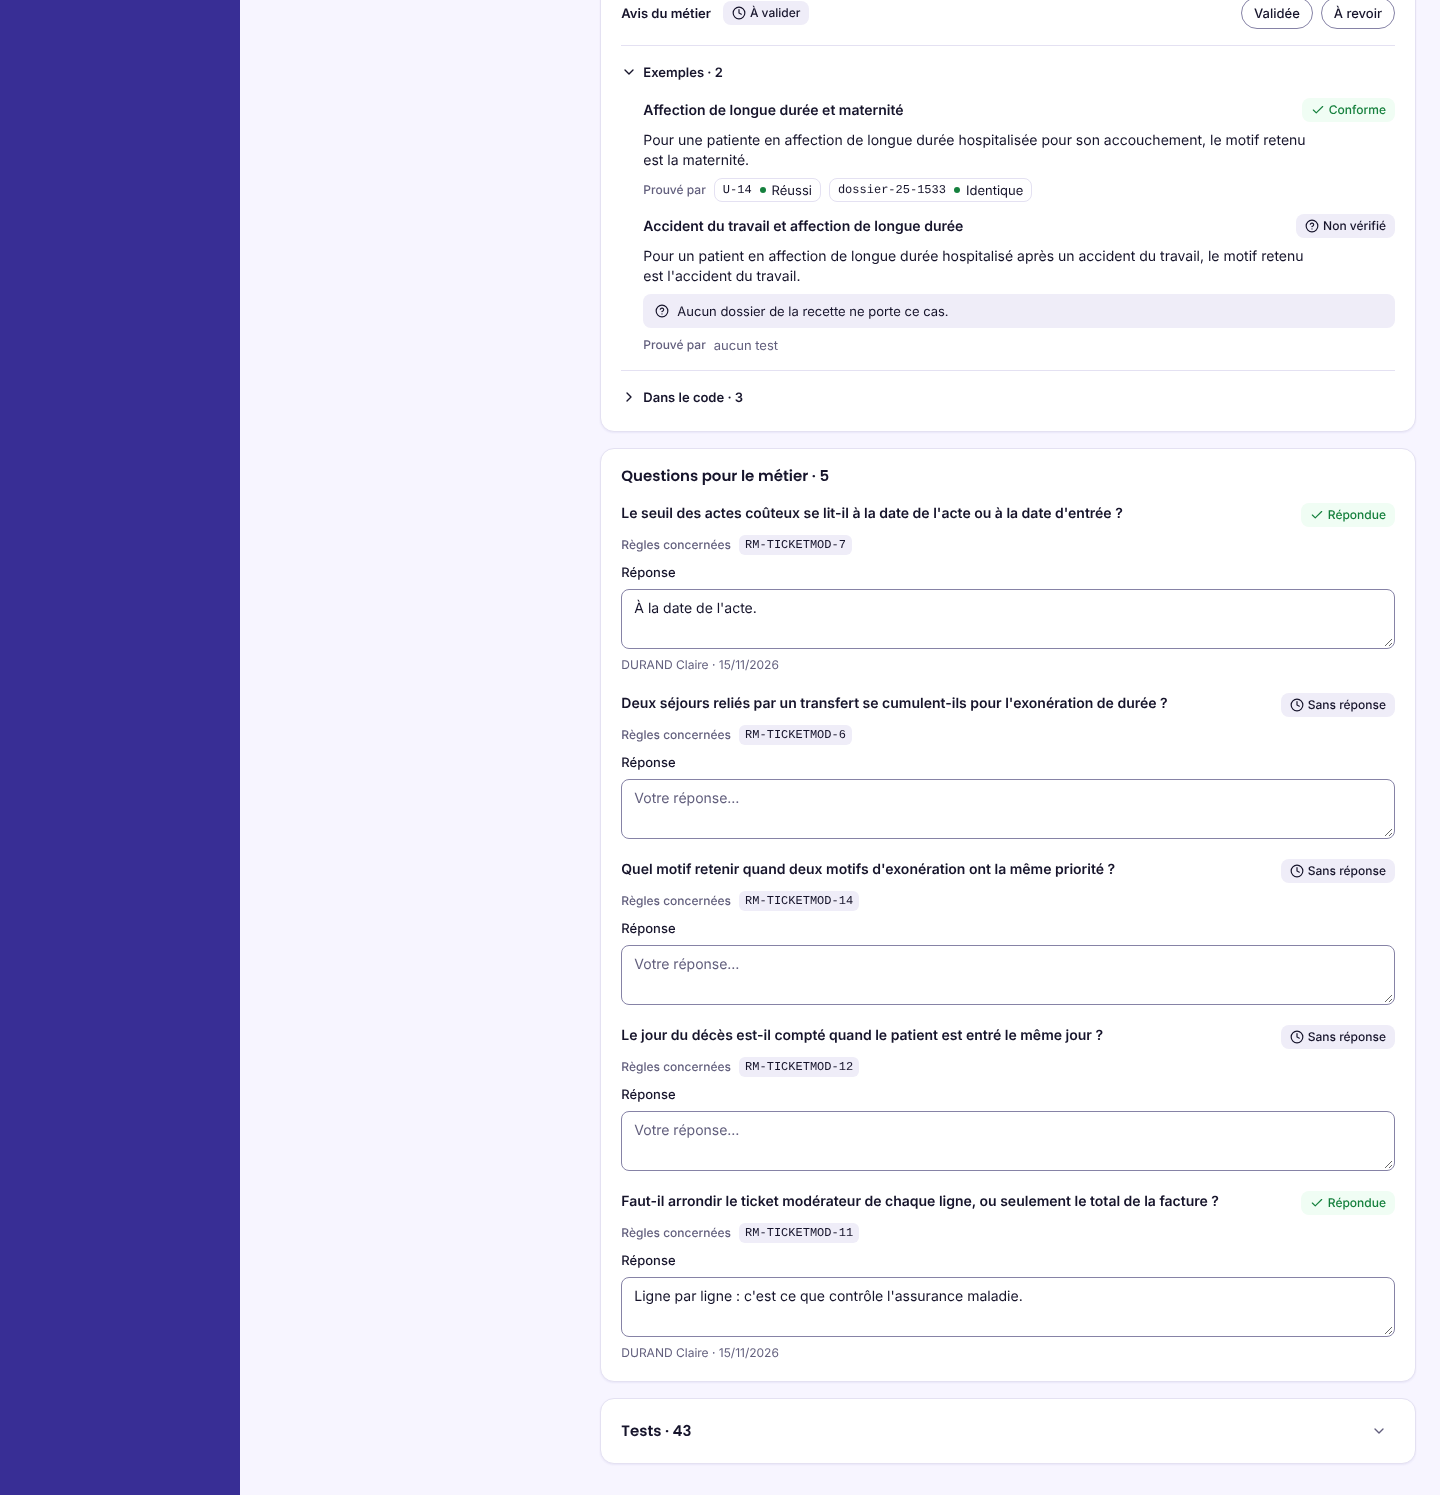 Avis du métier À valider Validée À revoir
Exemples · 2
Affection de longue durée et maternité Conforme
Pour une patiente en affection de longue durée hospitalisée pour son accouchement, le motif retenu
est la maternité.
Prouvé par U-14 Réussi dossier-25-1533 Identique
Accident du travail et affection de longue durée Non vérifié
Pour un patient en affection de longue durée hospitalisé après un accident du travail, le motif retenu
est l'accident du travail.
Aucun dossier de la recette ne porte ce cas.
Prouvé par aucun test
Dans le code · 3
Questions pour le métier · 5
Le seuil des actes coûteux se lit-il à la date de l'acte ou à la date d'entrée ? Répondue
Règles concernées RM-TICKETMOD-7
Réponse
À la date de l'acte.
DURAND Claire · 15/11/2026
Deux séjours reliés par un transfert se cumulent-ils pour l'exonération de durée ? Sans réponse
Règles concernées RM-TICKETMOD-6
Réponse
Votre réponse...
Quel motif retenir quand deux motifs d'exonération ont la même priorité ? Sans réponse
Règles concernées RM-TICKETMOD-14
Réponse
Votre réponse...
Le jour du décès est-il compté quand le patient est entré le même jour ? Sans réponse
Règles concernées RM-TICKETMOD-12
Réponse
Votre réponse...
Faut-il arrondir le ticket modérateur de chaque ligne, ou seulement le total de la facture ? Répondue
Règles concernées RM-TICKETMOD-11
Réponse
Ligne par ligne : c'est ce que contrôle l'assurance maladie.
DURAND Claire · 15/11/2026
Tests · 43